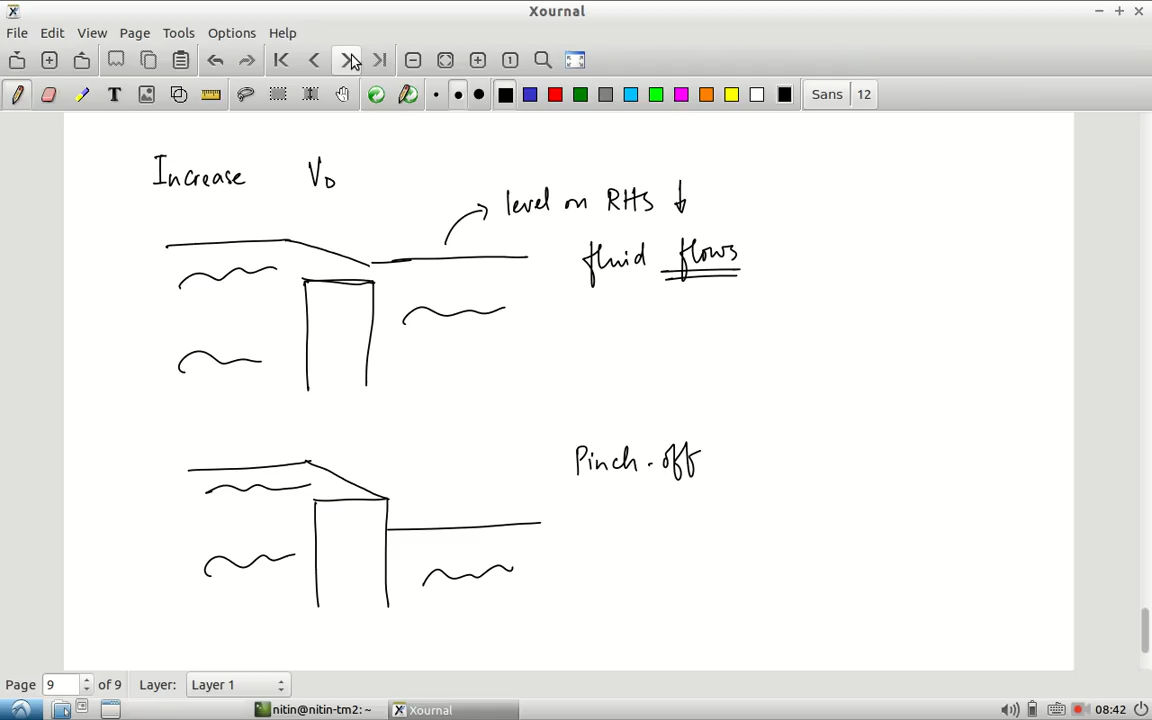 Xournal
File Edit View Page Tools Options Help
Sans 12
Increase V_D
level on RHS ↓
fluid flows
Pinch-off
Page 9 of 9 Layer: Layer 1
nitin@nitin-tm2: ~ Xournal 08:42